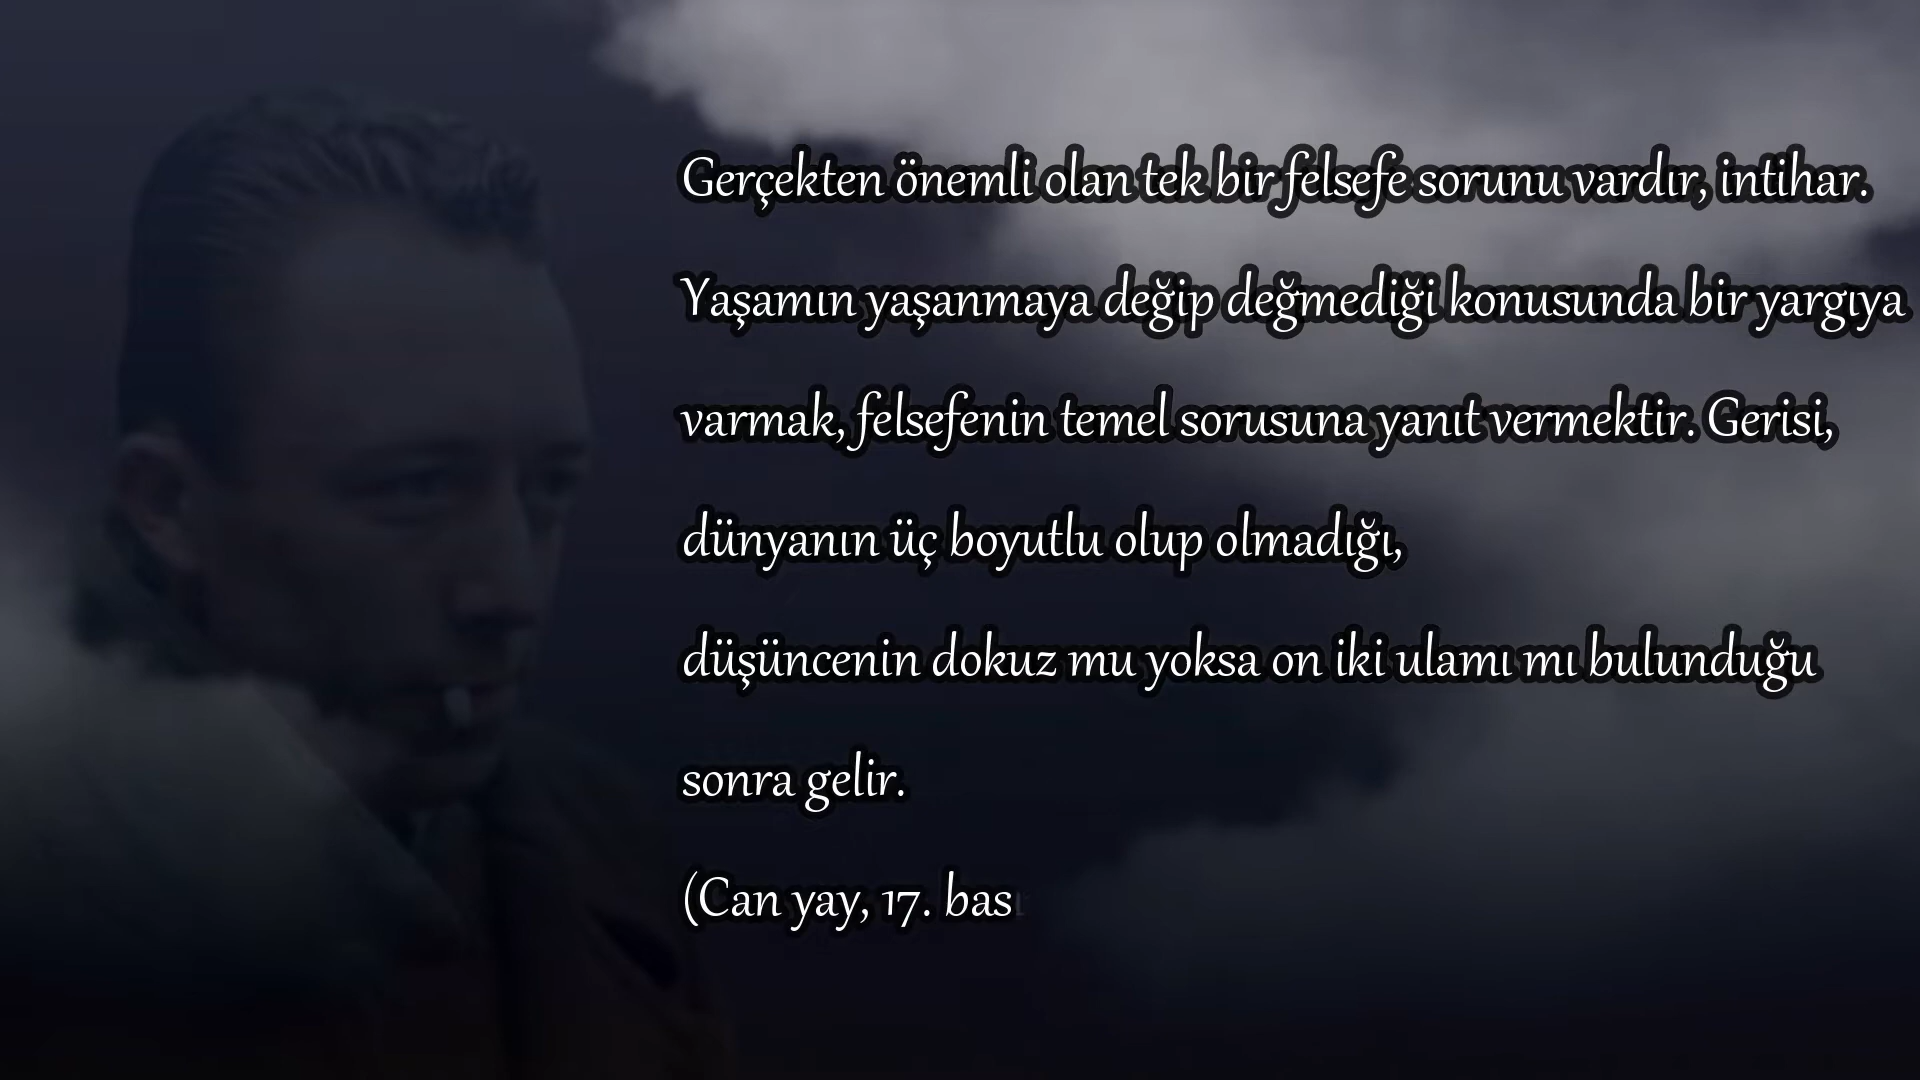 Gerçekten önemli olan tek bir felsefe sorunu vardır, intihar.
Yaşamın yaşanmaya değip değmediği konusunda bir yargıya
varmak, felsefenin temel sorusuna yanıt vermektir. Gerisi,
dünyanın üç boyutlu olup olmadığı,
düşüncenin dokuz mu yoksa on iki ulamı mı bulunduğu
sonra gelir.
(Can yay, 17. bası